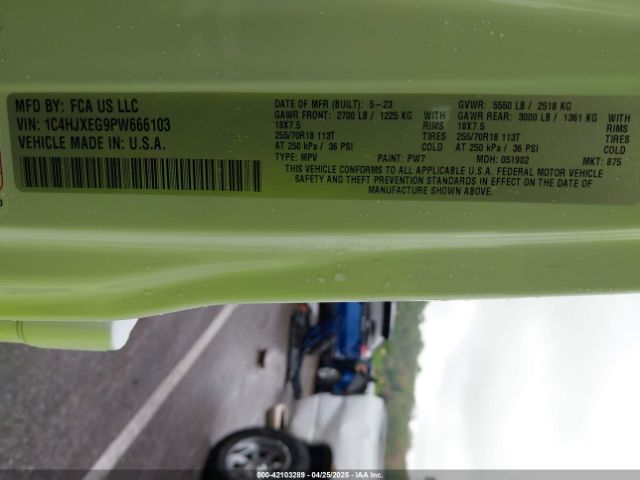 MFD BY: FCA US LLC
VIN: 1C4HJXEG9PW666103
VEHICLE MADE IN: U.S.A.
DATE OF MFR (BUILT): 5-23 GVWR: 5550 LB / 2518 KG
GAWR FRONT: 2700 LB / 1225 KG WITH GAWR REAR: 3000 LB / 1361 KG WITH
18X7.5 RIMS 18X7.5 RIMS
255/70R18 113T TIRES 255/70R18 113T TIRES
AT 250 kPa / 36 PSI COLD AT 250 kPa / 36 PSI COLD
TYPE: MPV PAINT: PW7 MDH: 051902 MKT: 875
THIS VEHICLE CONFORMS TO ALL APPLICABLE U.S.A. FEDERAL MOTOR VEHICLE
SAFETY AND THEFT PREVENTION STANDARDS IN EFFECT ON THE DATE OF
MANUFACTURE SHOWN ABOVE.
000-42103289 - 04/25/2025 - IAA Inc.